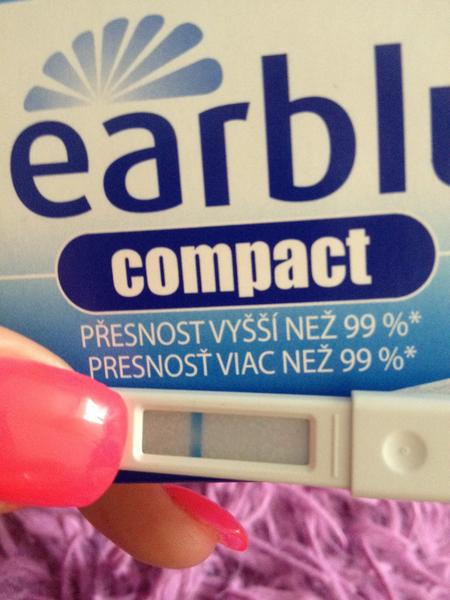 earblu
compact
PŘESNOST VYŠŠÍ NEŽ 99 %*
PRESNOSŤ VIAC NEŽ 99 %*